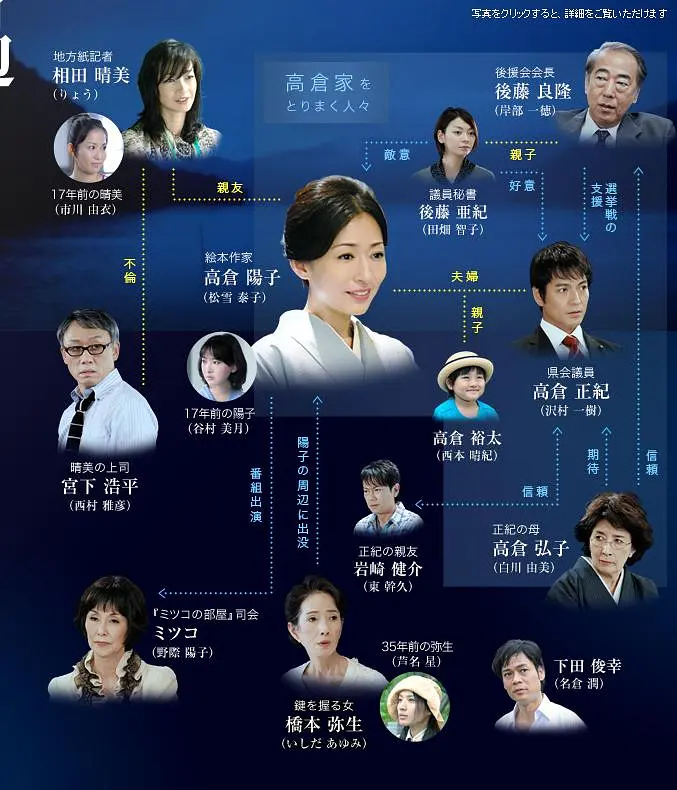 写真をクリックすると、詳細をご覧いただけます
辺
地方紙記者
相田 晴美
(りょう)
17年前の晴美
(市川 由衣)
高倉家を
とりまく人々
後援会会長
後藤 良隆
(岸部 一徳)
敵意
親子
好意
議員秘書
後藤 亜紀
(田畑 智子)
選挙戦の
支援
親友
不倫
絵本作家
高倉 陽子
(松雪 泰子)
夫婦
親子
17年前の陽子
(谷村 美月)
県会議員
高倉 正紀
(沢村 一樹)
高倉 裕太
(西本 晴紀)
晴美の上司
宮下 浩平
(西村 雅彦)
番組出演
陽子の周辺に出没
信頼
期待
信頼
正紀の親友
岩崎 健介
(東 幹久)
正紀の母
高倉 弘子
(白川 由美)
『ミツコの部屋』司会
ミツコ
(野際 陽子)
鍵を握る女
橋本 弥生
(いしだ あゆみ)
35年前の弥生
(芦名 星)
下田 俊幸
(名倉 潤)